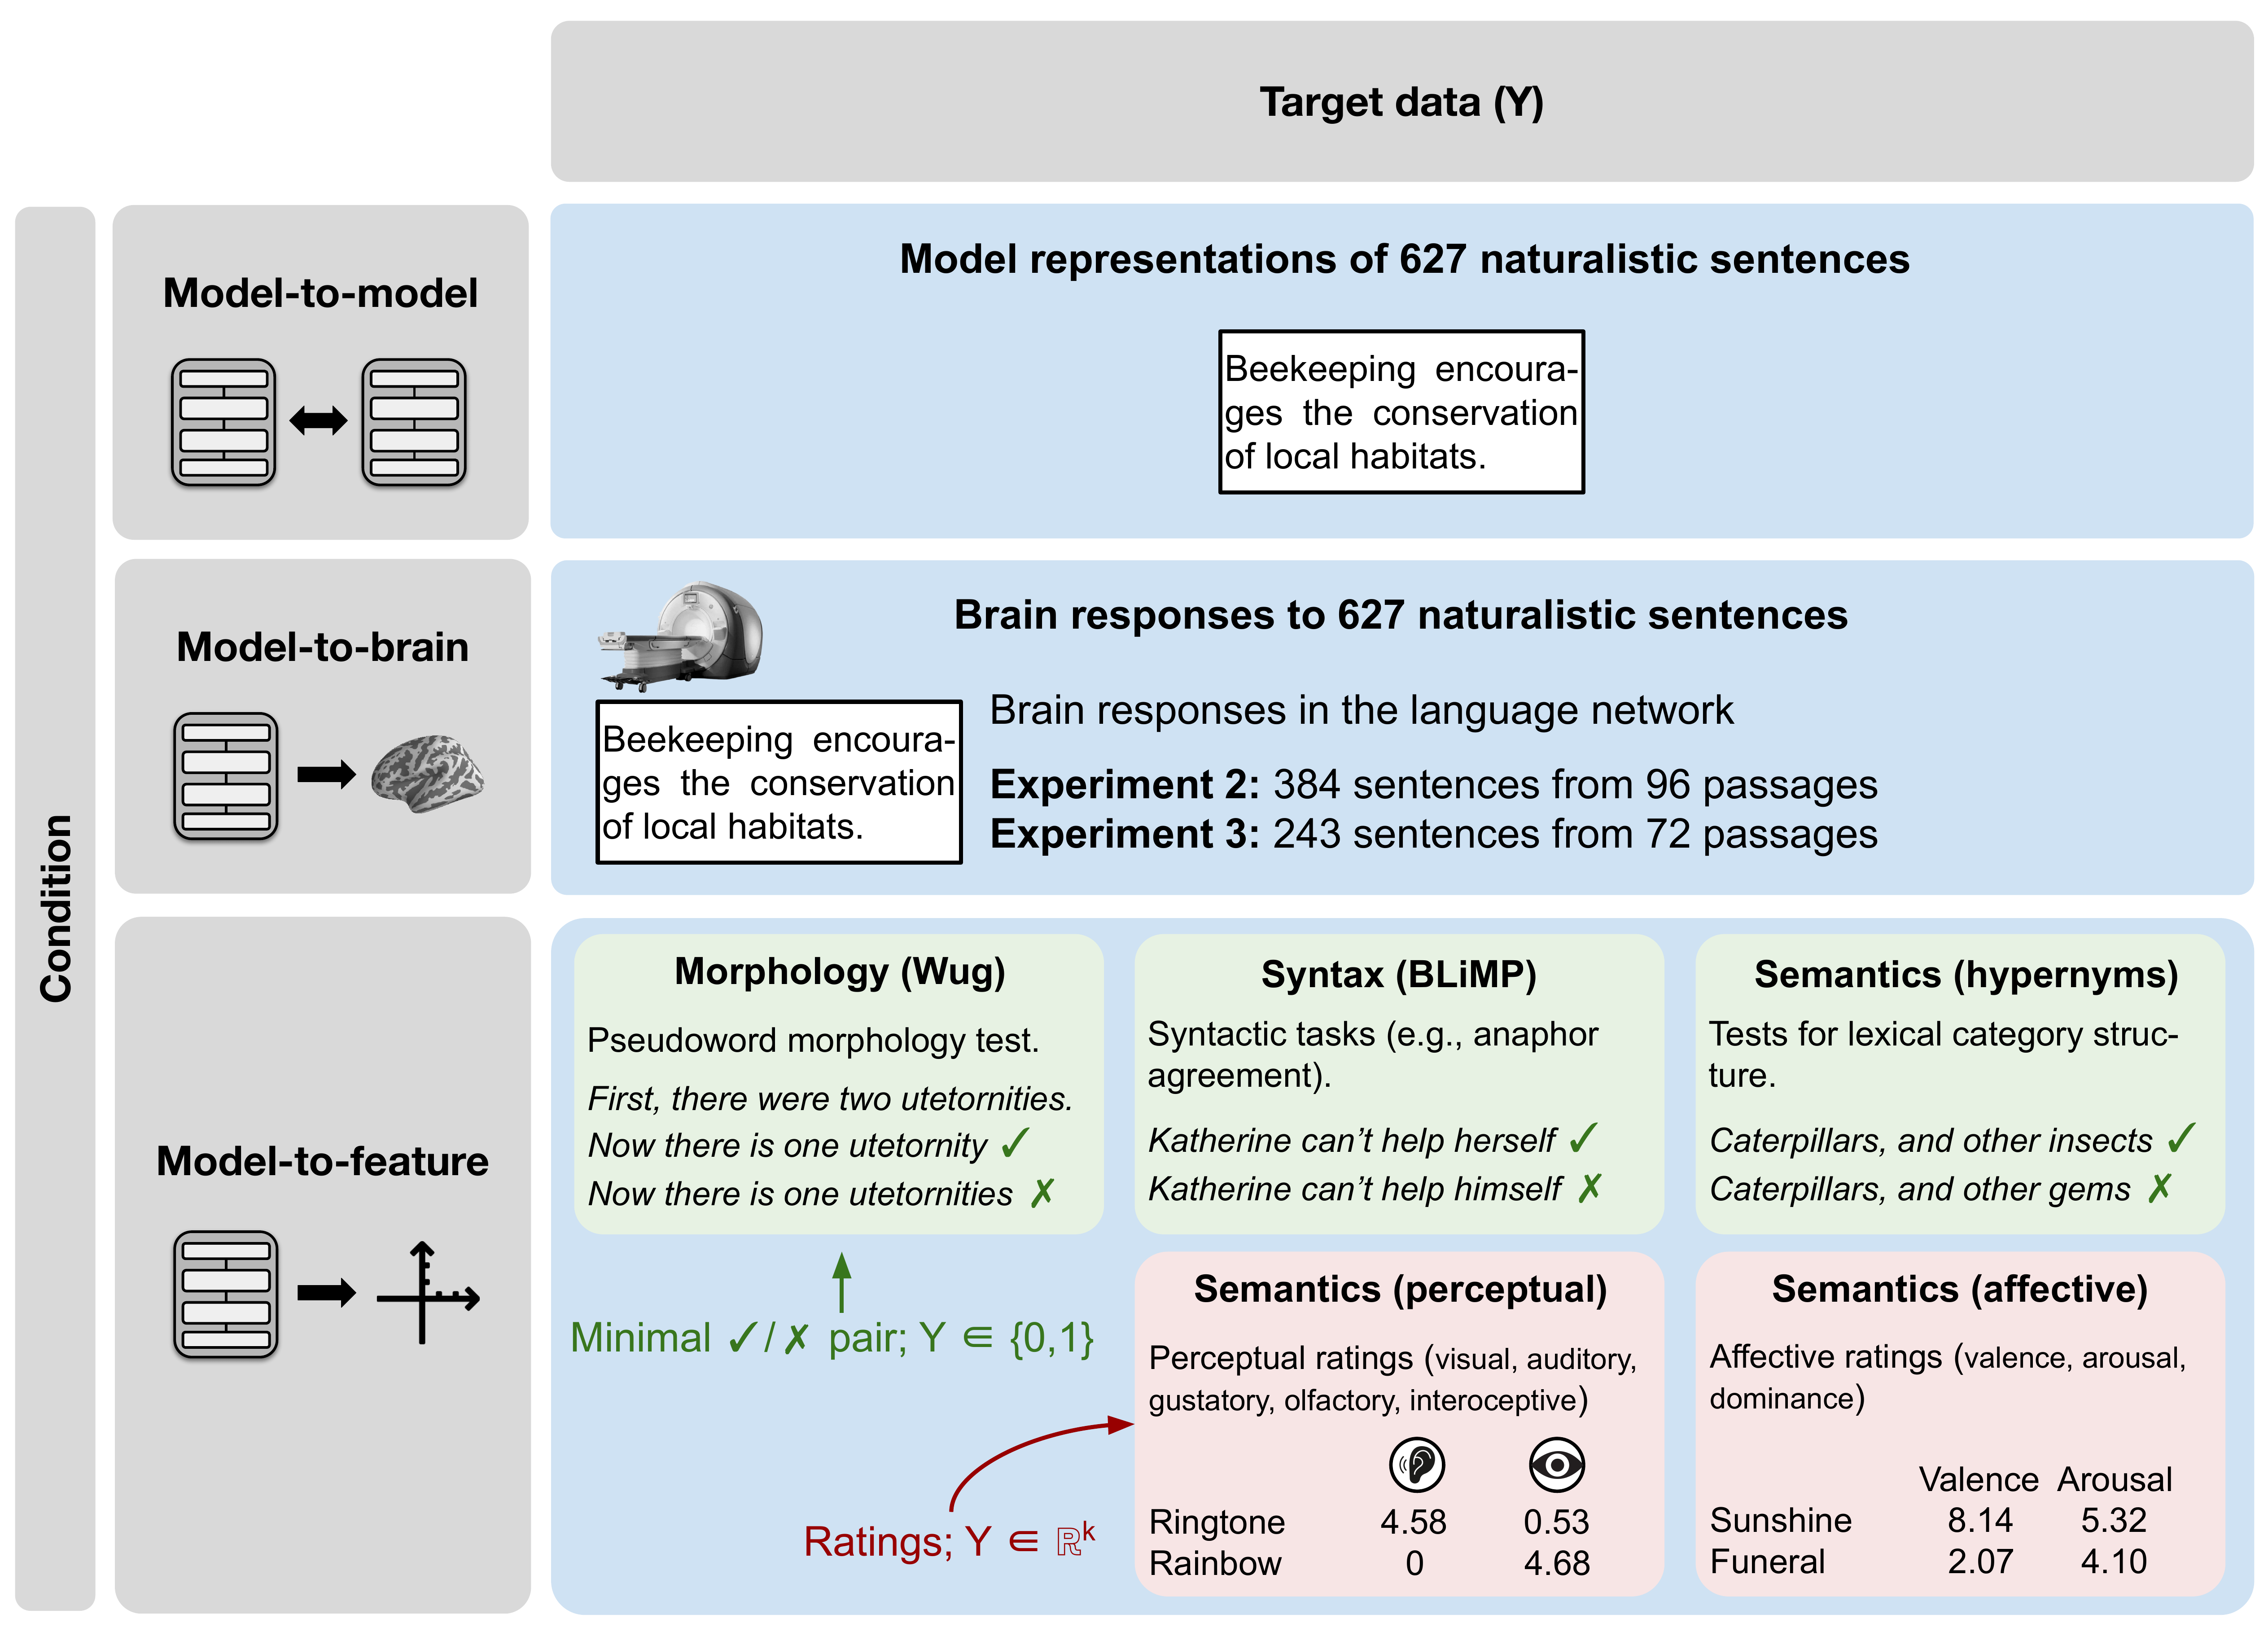 Target data (Y)
Condition
Model-to-model
Model representations of 627 naturalistic sentences
Beekeeping encoura-
ges the conservation
of local habitats.
Model-to-brain
Brain responses to 627 naturalistic sentences
Beekeeping encoura-
ges the conservation
of local habitats.
Brain responses in the language network
Experiment 2: 384 sentences from 96 passages
Experiment 3: 243 sentences from 72 passages
Model-to-feature
Morphology (Wug)
Pseudoword morphology test.
First, there were two utetornities.
Now there is one utetornity ✓
Now there is one utetornities ✗
Syntax (BLiMP)
Syntactic tasks (e.g., anaphor
agreement).
Katherine can't help herself ✓
Katherine can't help himself ✗
Semantics (hypernyms)
Tests for lexical category struc-
ture.
Caterpillars, and other insects ✓
Caterpillars, and other gems ✗
Minimal ✓/✗ pair; Y ∈ {0,1}
Ratings; Y ∈ ℝᵏ
Semantics (perceptual)
Perceptual ratings (visual, auditory,
gustatory, olfactory, interoceptive)
Ringtone 4.58 0.53
Rainbow 0 4.68
Semantics (affective)
Affective ratings (valence, arousal,
dominance)
Valence Arousal
Sunshine 8.14 5.32
Funeral 2.07 4.10